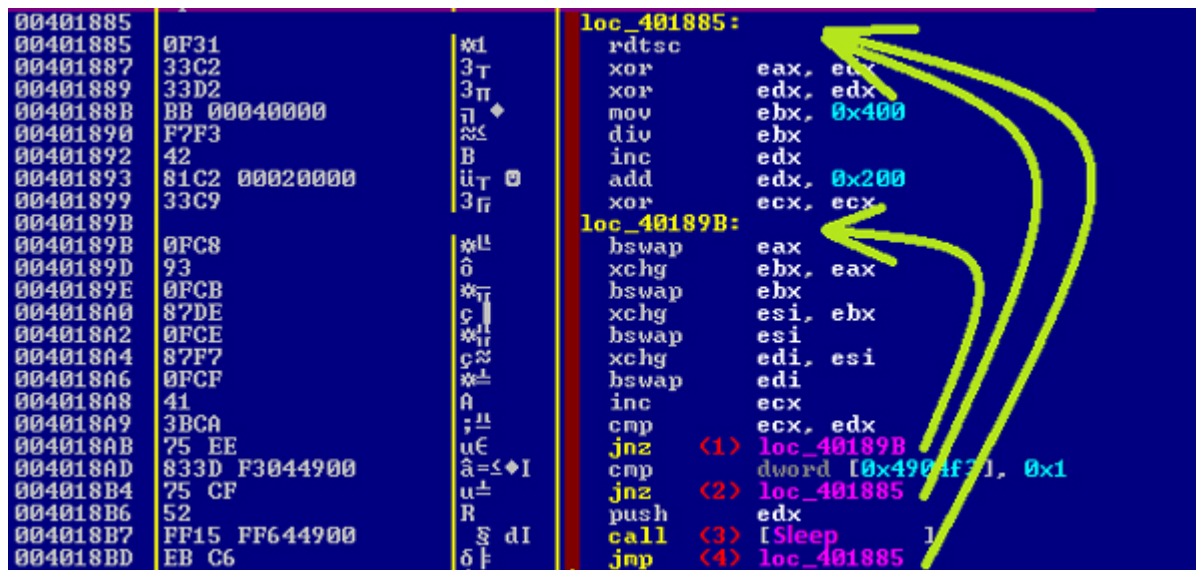 00401885 loc_401885:
00401885 0F31 ☼1 rdtsc
00401887 33C2 3┬ xor eax, edx
00401889 33D2 3╥ xor edx, edx
0040188B BB 00040000 ╗ ♦ mov ebx, 0x400
00401890 F7F3 ≈≤ div ebx
00401892 42 B inc edx
00401893 81C2 00020000 ü┬ ☻ add edx, 0x200
00401899 33C9 3╔ xor ecx, ecx
0040189B loc_40189B:
0040189B 0FC8 ☼╚ bswap eax
0040189D 93 ô xchg ebx, eax
0040189E 0FCB ☼╦ bswap ebx
004018A0 87DE ç▐ xchg esi, ebx
004018A2 0FCE ☼╬ bswap esi
004018A4 87F7 ç≈ xchg edi, esi
004018A6 0FCF ☼╧ bswap edi
004018A8 41 A inc ecx
004018A9 3BCA ;╩ cmp ecx, edx
004018AB 75 EE u∈ jnz (1) loc_40189B
004018AD 833D F3044900 â=≤♦I cmp dword [0x4904f3], 0x1
004018B4 75 CF u╧ jnz (2) loc_401885
004018B6 52 R push edx
004018B7 FF15 FF644900 § dI call (3) [Sleep ]
004018BD EB C6 δ╞ jmp (4) loc_401885